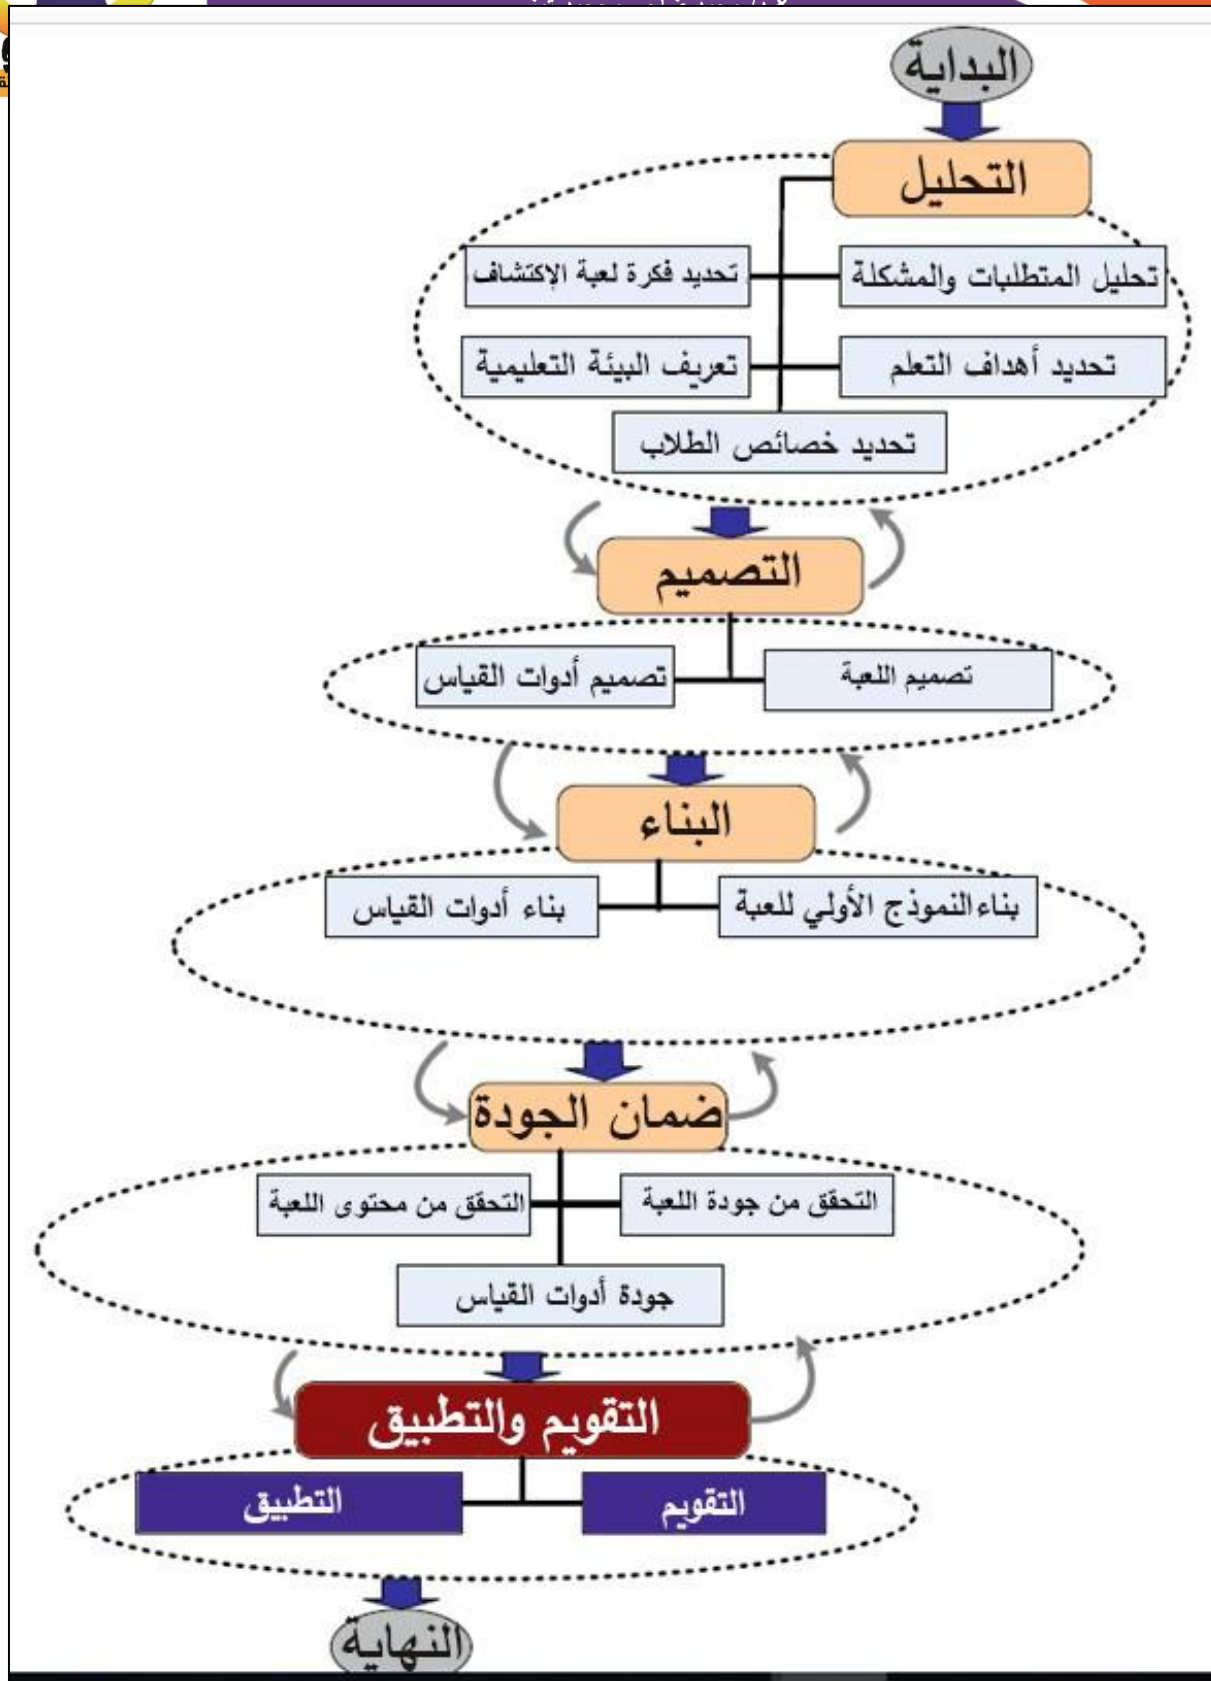 البداية
التحليل
تحليل المتطلبات والمشكلة
تحديد فكرة لعبة الإكتشاف
تحديد أهداف التعلم
تعريف البيئة التعليمية
تحديد خصائص الطلاب
التصميم
تصميم اللعبة
تصميم أدوات القياس
البناء
بناء النموذج الأولي للعبة
بناء أدوات القياس
ضمان الجودة
التحقق من جودة اللعبة
التحقق من محتوى اللعبة
جودة أدوات القياس
التقويم والتطبيق
التقويم
التطبيق
النهاية